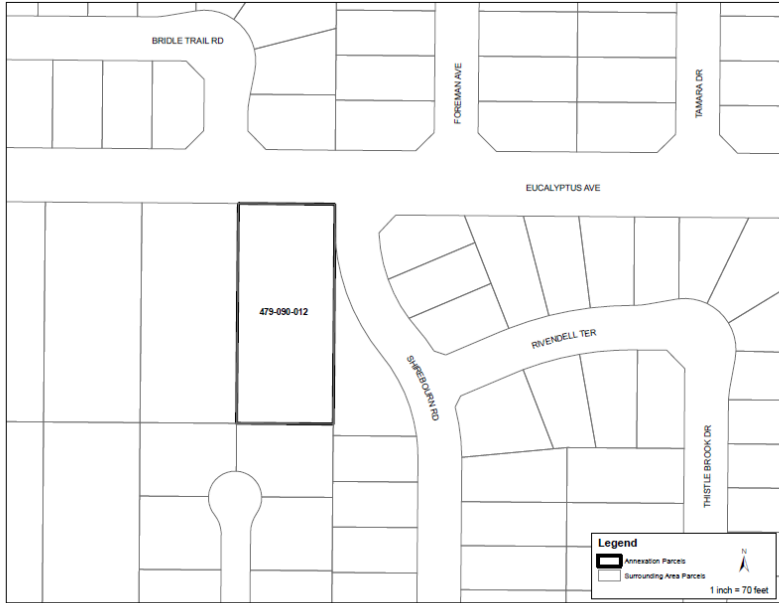 BRIDLE TRAIL RD
FOREMAN AVE
TAMARA DR
EUCALYPTUS AVE
479-090-012
RIVENDELL TER
SHREBOURN RD
THISTLE BROOK DR
Legend
Annexation Parcels
Surrounding Area Parcels
N
1 inch = 70 feet